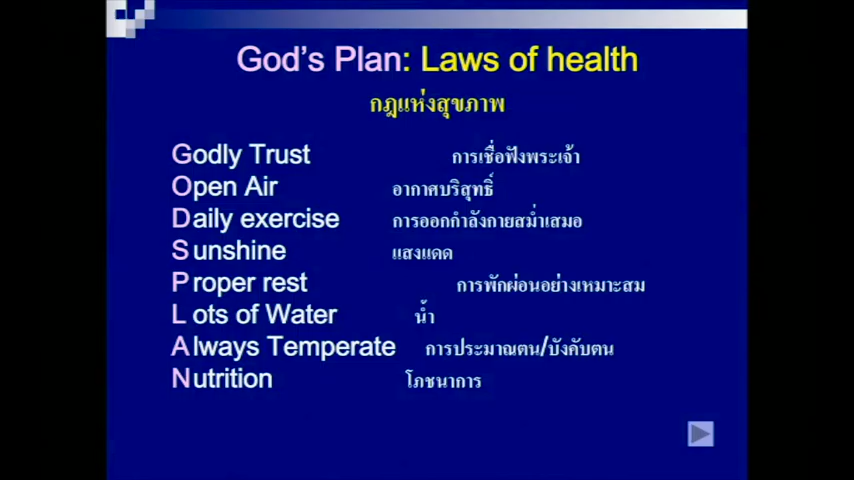 God's Plan: Laws of health
กฎแห่งสุขภาพ
Godly Trust การเชื่อฟังพระเจ้า
Open Air อากาศบริสุทธิ์
Daily exercise การออกกำลังกายสม่ำเสมอ
Sunshine แสงแดด
Proper rest การพักผ่อนอย่างเหมาะสม
Lots of Water น้ำ
Always Temperate การประมาณตน/บังคับตน
Nutrition โภชนาการ